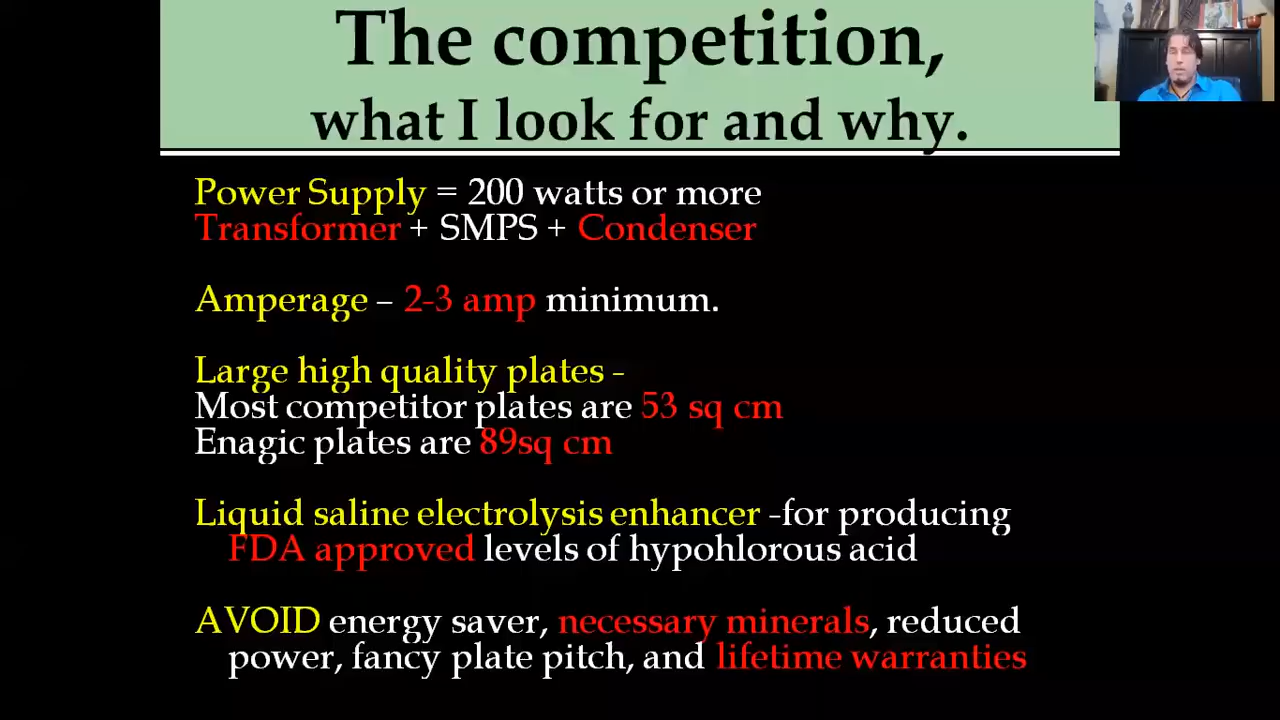 The competition,
what I look for and why.
Power Supply = 200 watts or more
Transformer + SMPS + Condenser
Amperage – 2-3 amp minimum.
Large high quality plates -
Most competitor plates are 53 sq cm
Enagic plates are 89sq cm
Liquid saline electrolysis enhancer -for producing
FDA approved levels of hypohlorous acid
AVOID energy saver, necessary minerals, reduced
power, fancy plate pitch, and lifetime warranties